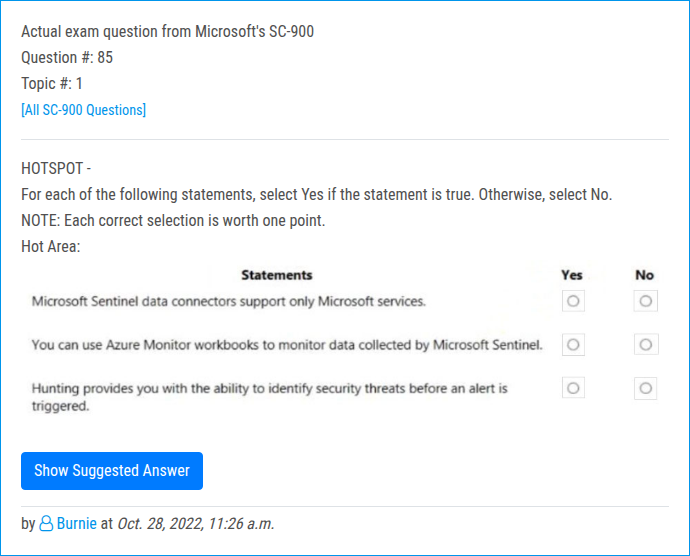 Actual exam question from Microsoft's SC-900
Question #: 85
Topic #: 1
[All SC-900 Questions]
HOTSPOT -
For each of the following statements, select Yes if the statement is true. Otherwise, select No.
NOTE: Each correct selection is worth one point.
Hot Area:
Statements Yes No
Microsoft Sentinel data connectors support only Microsoft services.
You can use Azure Monitor workbooks to monitor data collected by Microsoft Sentinel.
Hunting provides you with the ability to identify security threats before an alert is
triggered.
Show Suggested Answer
by Burnie at Oct. 28, 2022, 11:26 a.m.